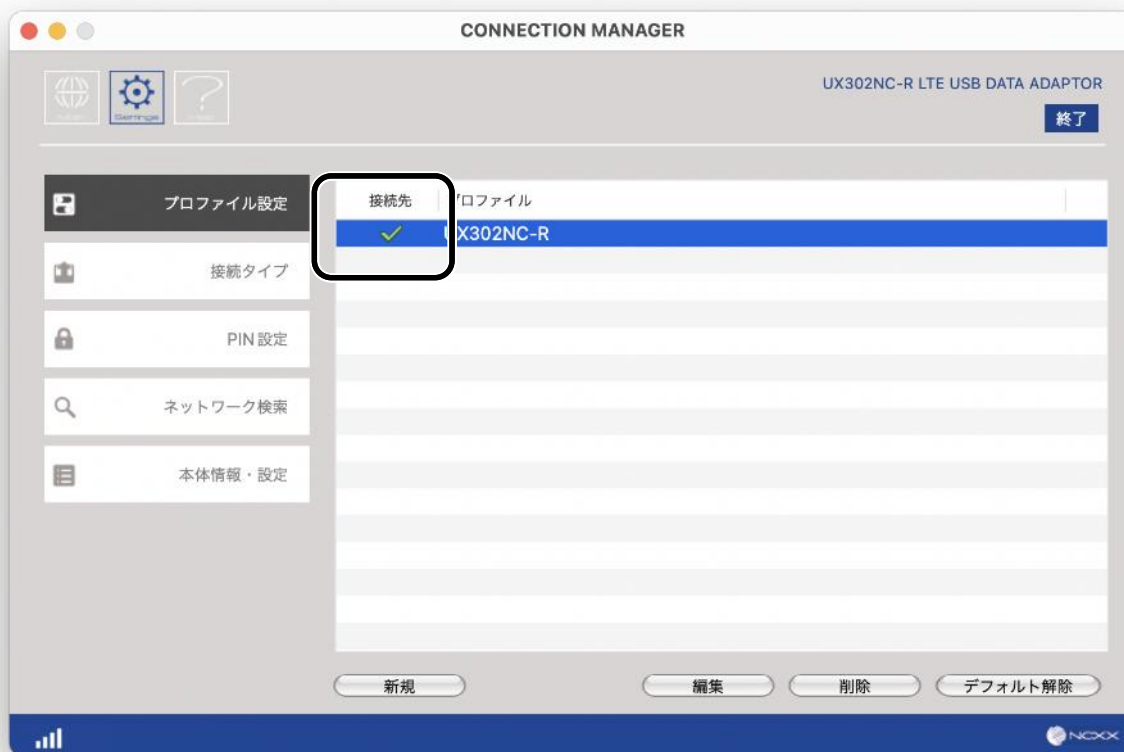 CONNECTION MANAGER
Settings
UX302NC-R LTE USB DATA ADAPTOR
終了
プロファイル設定
接続タイプ
PIN 設定
ネットワーク検索
本体情報・設定
接続先
プロファイル
UX302NC-R
新規
編集
削除
デフォルト解除
NCXX